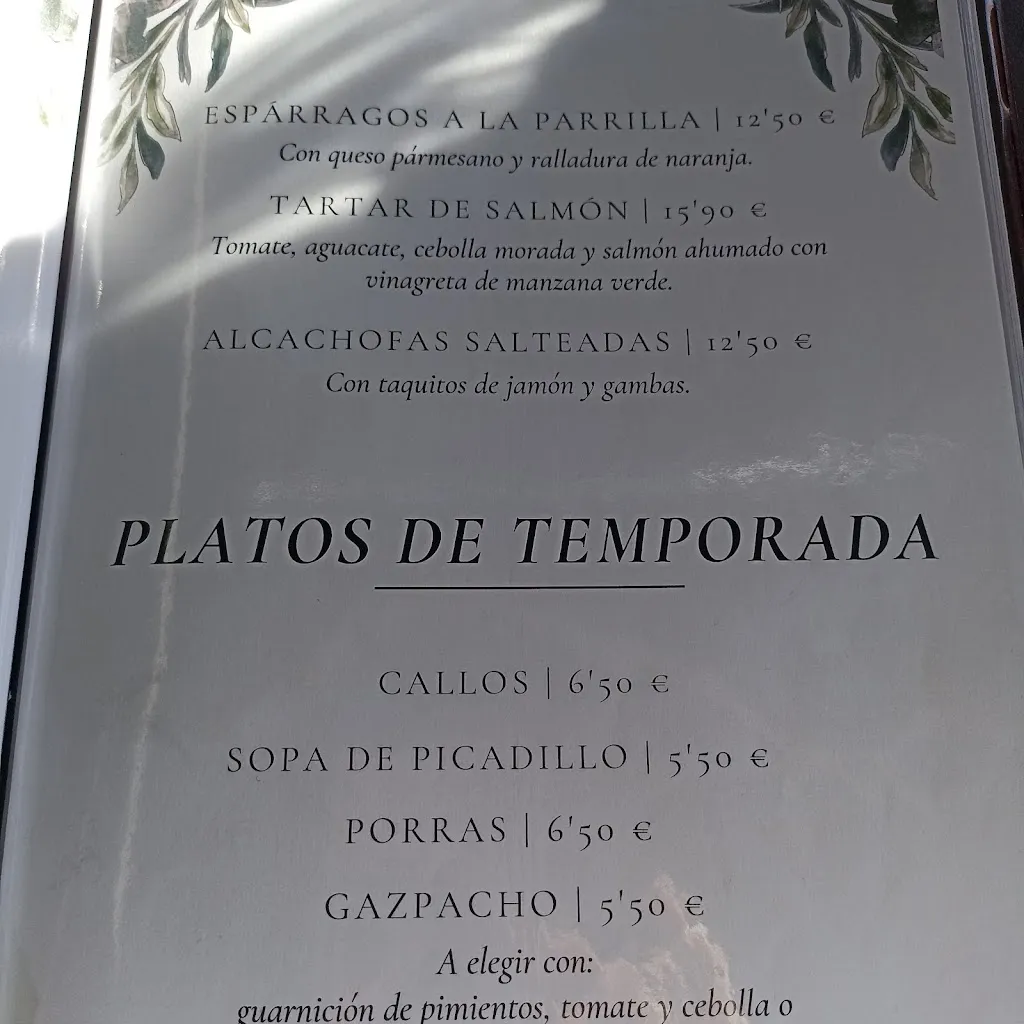 ESPÁRRAGOS A LA PARRILLA | 12'50 €
Con queso pármesano y ralladura de naranja.
TARTAR DE SALMÓN | 15'90 €
Tomate, aguacate, cebolla morada y salmón ahumado con
vinagreta de manzana verde.
ALCACHOFAS SALTEADAS | 12'50 €
Con taquitos de jamón y gambas.
PLATOS DE TEMPORADA
CALLOS | 6'50 €
SOPA DE PICADILLO | 5'50 €
PORRAS | 6'50 €
GAZPACHO | 5'50 €
A elegir con:
guarnición de pimientos, tomate y cebolla o